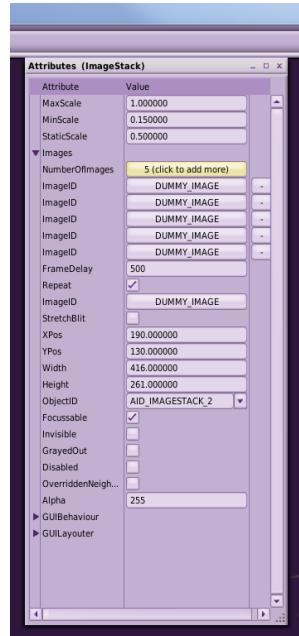 Attributes (ImageStack)
Attribute Value
MaxScale 1.000000
MinScale 0.150000
StaticScale 0.500000
Images
NumberOfImages 5 (click to add more)
ImageID DUMMY_IMAGE -
ImageID DUMMY_IMAGE -
ImageID DUMMY_IMAGE -
ImageID DUMMY_IMAGE -
ImageID DUMMY_IMAGE -
FrameDelay 500
Repeat
ImageID DUMMY_IMAGE
StretchBlit
XPos 190.000000
YPos 130.000000
Width 416.000000
Height 261.000000
ObjectID AID_IMAGESTACK_2
Focussable
Invisible
GrayedOut
Disabled
OverriddenNeigh...
Alpha 255
GUIBehaviour
GUILayouter